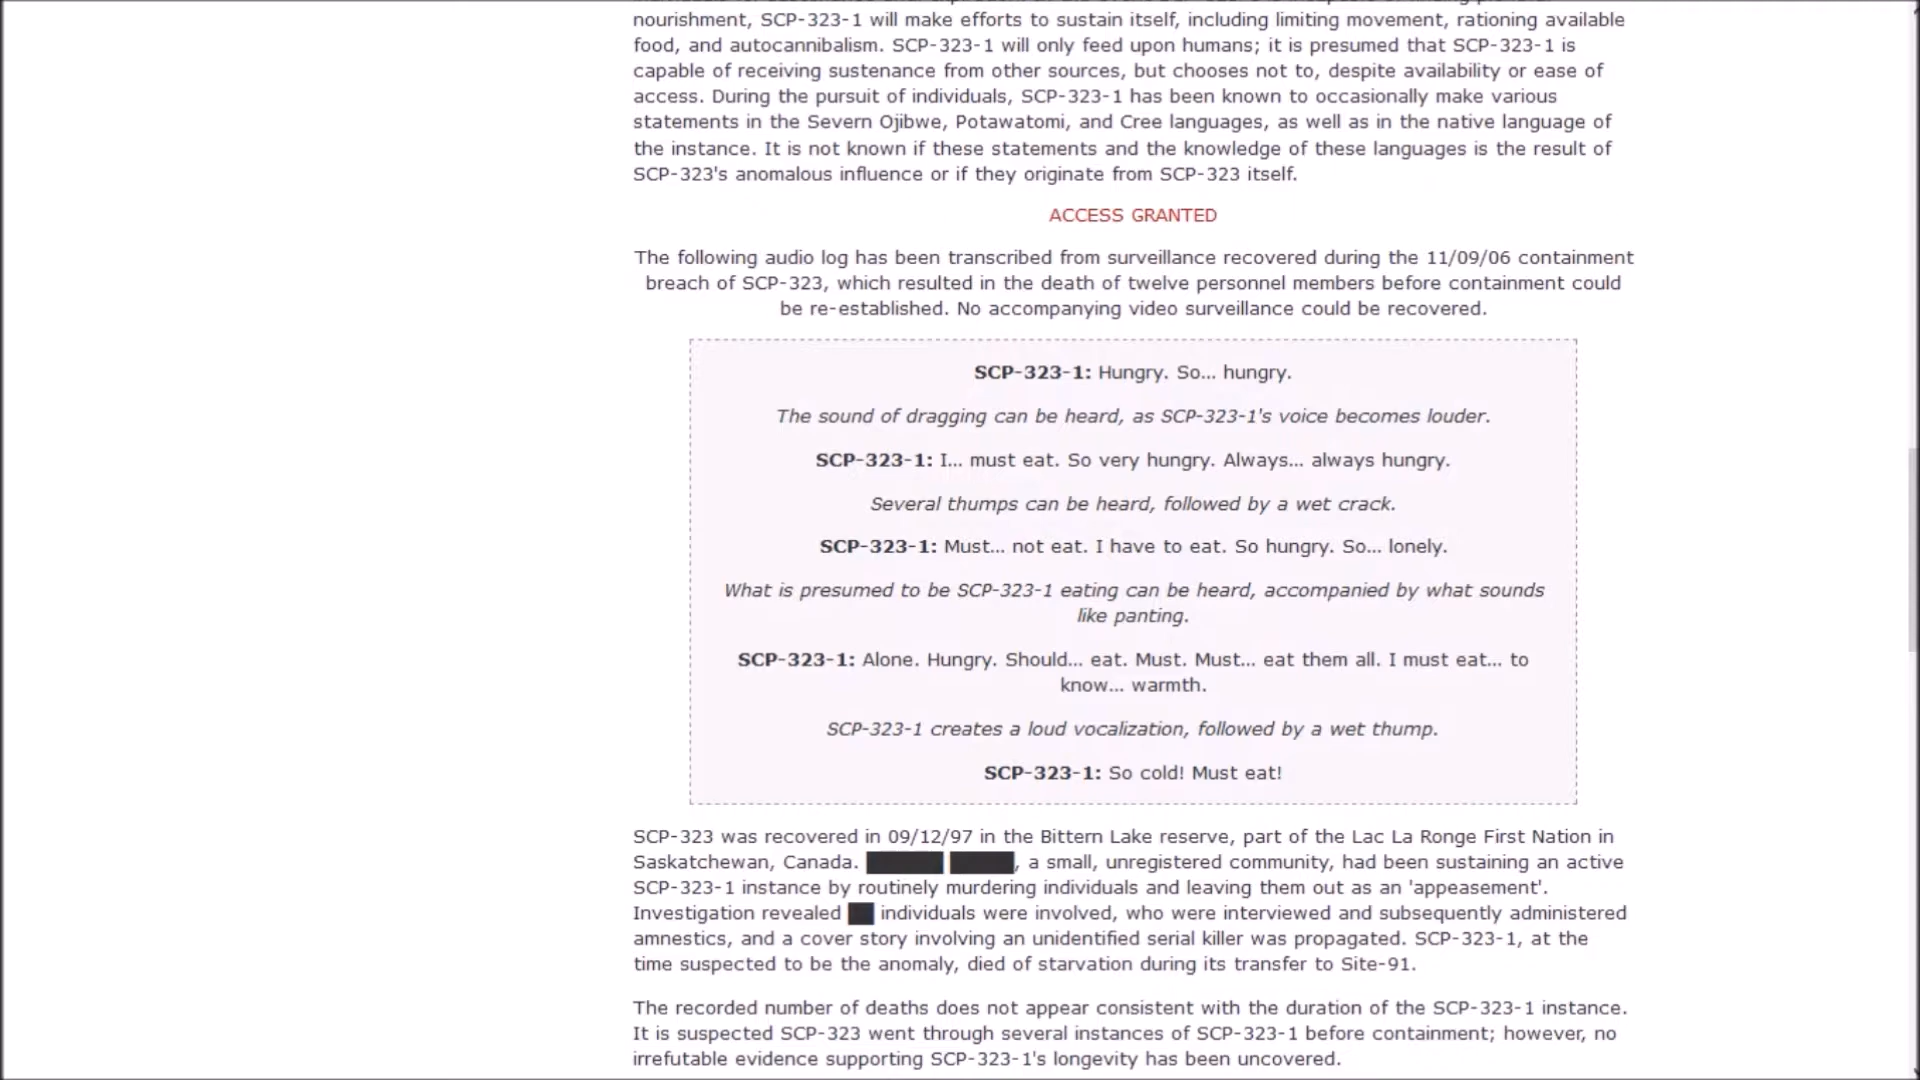 nourishment, SCP-323-1 will make efforts to sustain itself, including limiting movement, rationing available
food, and autocannibalism. SCP-323-1 will only feed upon humans; it is presumed that SCP-323-1 is
capable of receiving sustenance from other sources, but chooses not to, despite availability or ease of
access. During the pursuit of individuals, SCP-323-1 has been known to occasionally make various
statements in the Severn Ojibwe, Potawatomi, and Cree languages, as well as in the native language of
the instance. It is not known if these statements and the knowledge of these languages is the result of
SCP-323's anomalous influence or if they originate from SCP-323 itself.
ACCESS GRANTED
The following audio log has been transcribed from surveillance recovered during the 11/09/06 containment
breach of SCP-323, which resulted in the death of twelve personnel members before containment could
be re-established. No accompanying video surveillance could be recovered.
SCP-323-1: Hungry. So... hungry.
The sound of dragging can be heard, as SCP-323-1's voice becomes louder.
SCP-323-1: I... must eat. So very hungry. Always... always hungry.
Several thumps can be heard, followed by a wet crack.
SCP-323-1: Must... not eat. I have to eat. So hungry. So... lonely.
What is presumed to be SCP-323-1 eating can be heard, accompanied by what sounds
like panting.
SCP-323-1: Alone. Hungry. Should... eat. Must. Must... eat them all. I must eat... to
know... warmth.
SCP-323-1 creates a loud vocalization, followed by a wet thump.
SCP-323-1: So cold! Must eat!
SCP-323 was recovered in 09/12/97 in the Bittern Lake reserve, part of the Lac La Ronge First Nation in
Saskatchewan, Canada. ██████ █████, a small, unregistered community, had been sustaining an active
SCP-323-1 instance by routinely murdering individuals and leaving them out as an 'appeasement'.
Investigation revealed ██ individuals were involved, who were interviewed and subsequently administered
amnestics, and a cover story involving an unidentified serial killer was propagated. SCP-323-1, at the
time suspected to be the anomaly, died of starvation during its transfer to Site-91.
The recorded number of deaths does not appear consistent with the duration of the SCP-323-1 instance.
It is suspected SCP-323 went through several instances of SCP-323-1 before containment; however, no
irrefutable evidence supporting SCP-323-1's longevity has been uncovered.